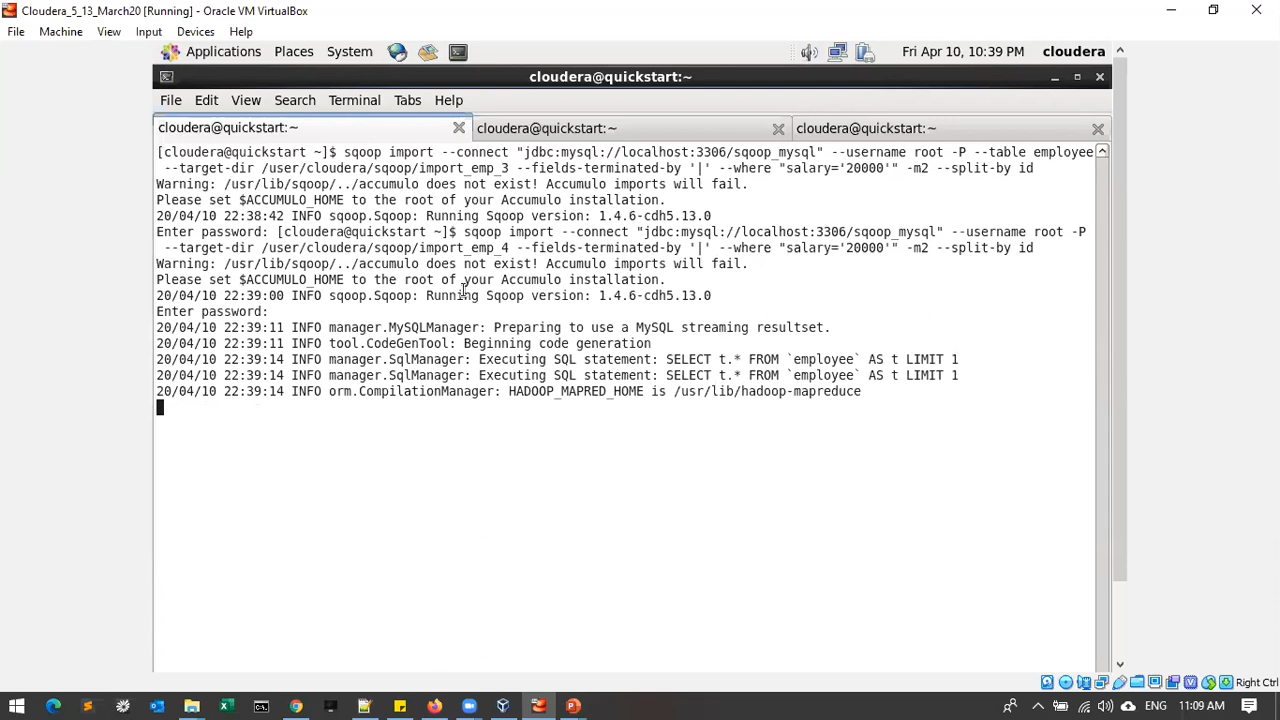 Cloudera_5_13_March20 [Running] - Oracle VM VirtualBox
File Machine View Input Devices Help
Applications Places System Fri Apr 10, 10:39 PM cloudera
cloudera@quickstart:~
File Edit View Search Terminal Tabs Help
cloudera@quickstart:~ cloudera@quickstart:~ cloudera@quickstart:~
[cloudera@quickstart ~]$ sqoop import --connect "jdbc:mysql://localhost:3306/sqoop_mysql" --username root -P --table employee
--target-dir /user/cloudera/sqoop/import_emp_3 --fields-terminated-by '|' --where "salary='20000'" -m2 --split-by id
Warning: /usr/lib/sqoop/../accumulo does not exist! Accumulo imports will fail.
Please set $ACCUMULO_HOME to the root of your Accumulo installation.
20/04/10 22:38:42 INFO sqoop.Sqoop: Running Sqoop version: 1.4.6-cdh5.13.0
Enter password: [cloudera@quickstart ~]$ sqoop import --connect "jdbc:mysql://localhost:3306/sqoop_mysql" --username root -P
--target-dir /user/cloudera/sqoop/import_emp_4 --fields-terminated-by '|' --where "salary='20000'" -m2 --split-by id
Warning: /usr/lib/sqoop/../accumulo does not exist! Accumulo imports will fail.
Please set $ACCUMULO_HOME to the root of your Accumulo installation.
20/04/10 22:39:00 INFO sqoop.Sqoop: Running Sqoop version: 1.4.6-cdh5.13.0
Enter password:
20/04/10 22:39:11 INFO manager.MySQLManager: Preparing to use a MySQL streaming resultset.
20/04/10 22:39:11 INFO tool.CodeGenTool: Beginning code generation
20/04/10 22:39:14 INFO manager.SqlManager: Executing SQL statement: SELECT t.* FROM `employee` AS t LIMIT 1
20/04/10 22:39:14 INFO manager.SqlManager: Executing SQL statement: SELECT t.* FROM `employee` AS t LIMIT 1
20/04/10 22:39:14 INFO orm.CompilationManager: HADOOP_MAPRED_HOME is /usr/lib/hadoop-mapreduce
Right Ctrl
ENG 11:09 AM